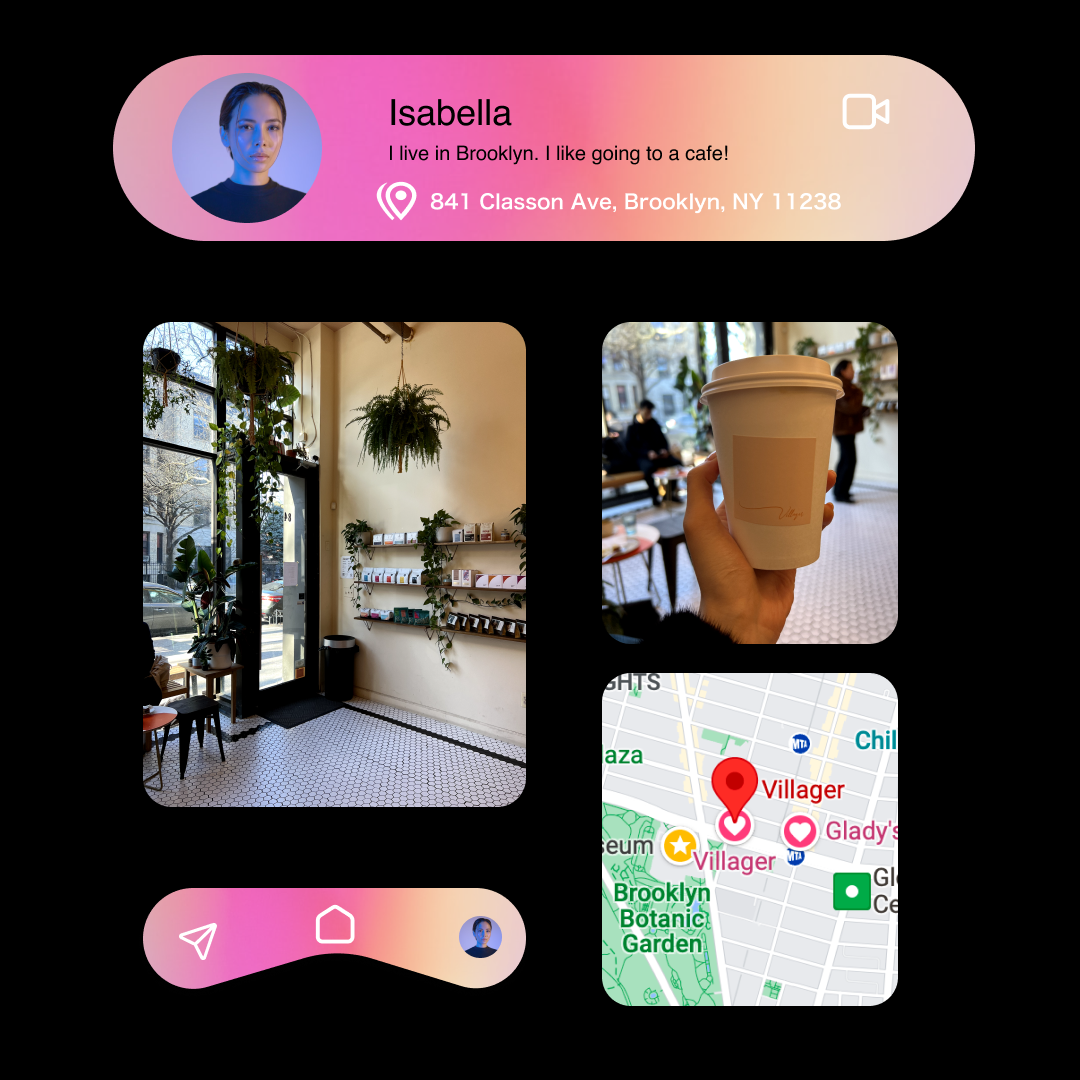 Isabella
I live in Brooklyn. I like going to a cafe!
841 Classon Ave, Brooklyn, NY 11238
Villager
GHTS
MTA
Chil
aza
Villager
Glady's
seum
Villager
MTA
Gl
Ce
Brooklyn
Botanic
Garden